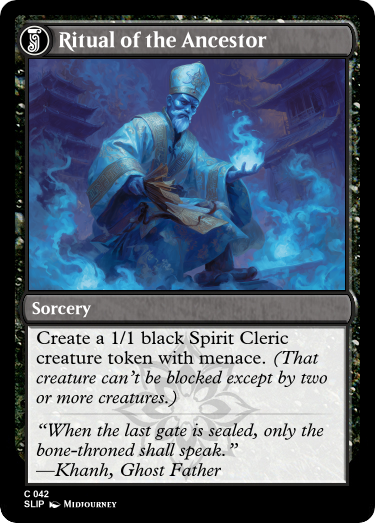 Ritual of the Ancestor
Sorcery
Create a 1/1 black Spirit Cleric
creature token with menace. (That
creature can't be blocked except by two
or more creatures.)
“When the last gate is sealed, only the
bone-throned shall speak.”
—Khanh, Ghost Father
C 042
SLIP Midjourney